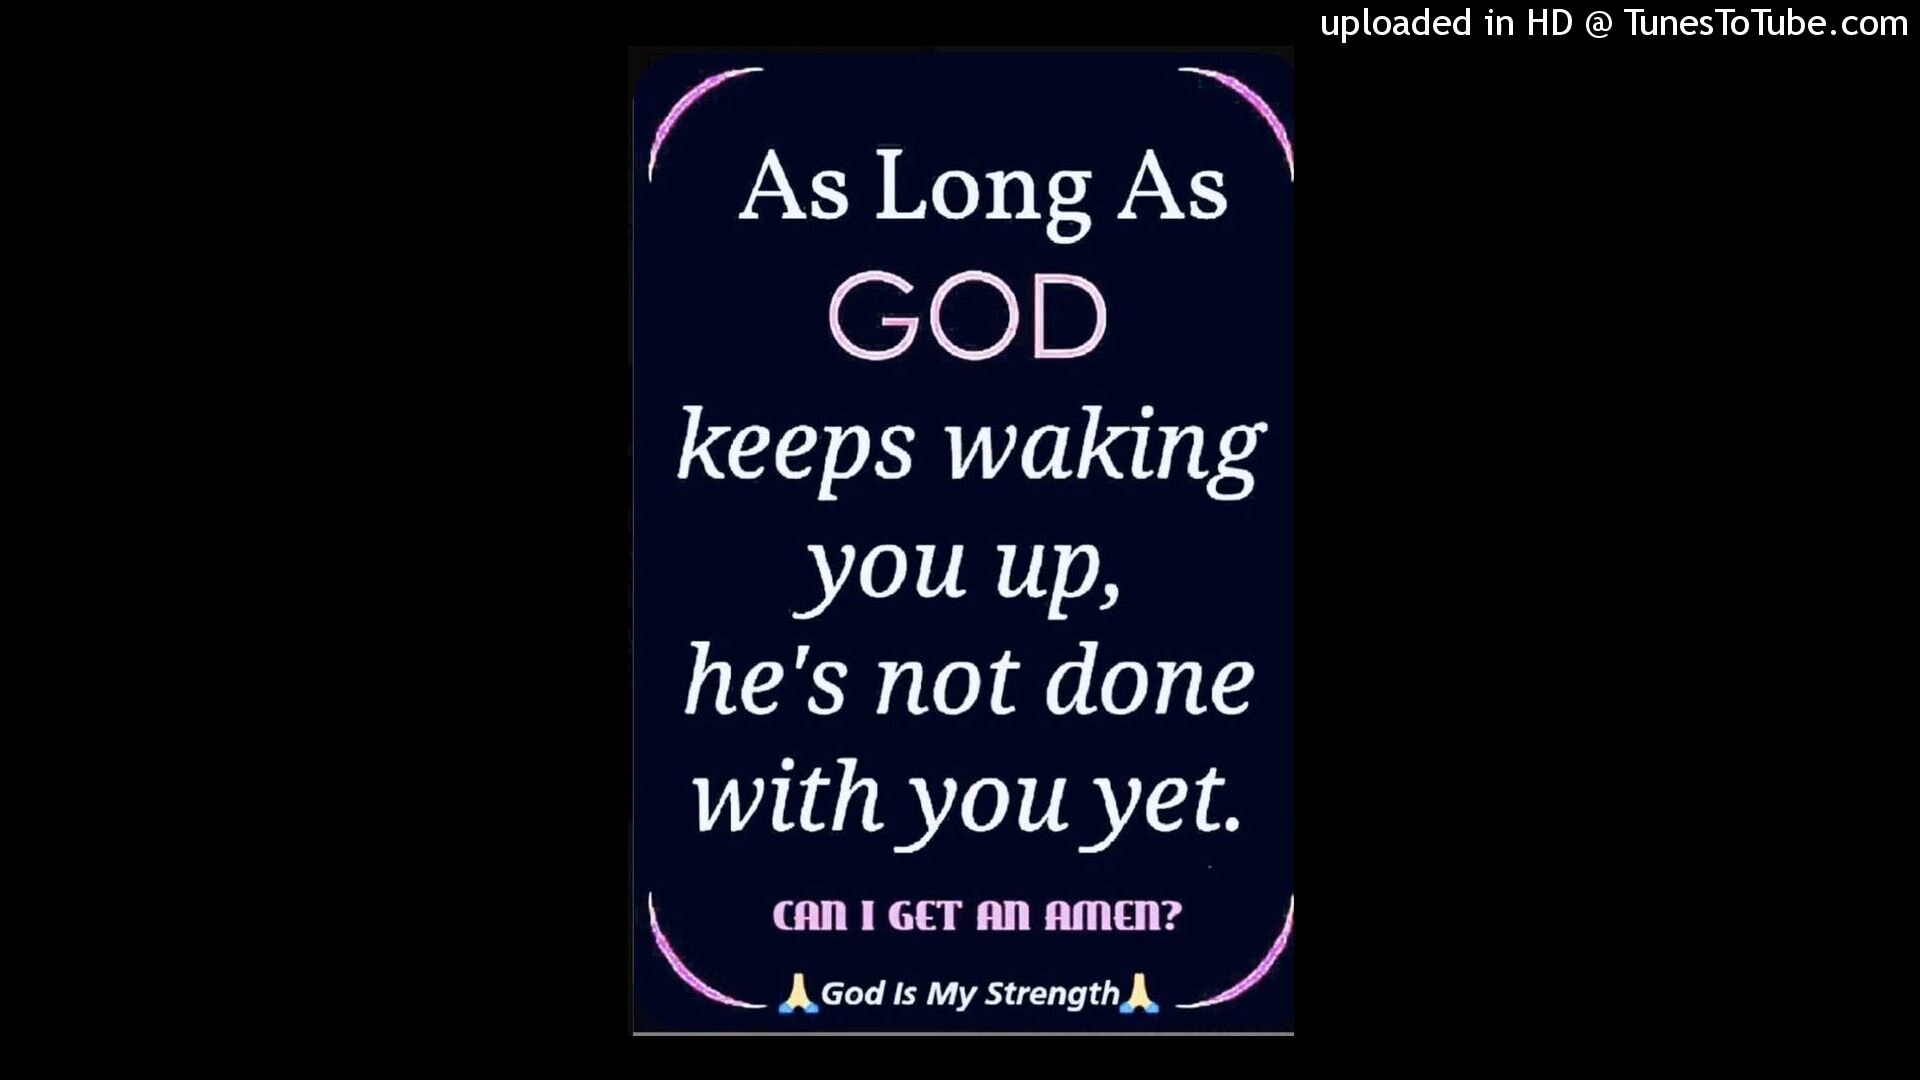 uploaded in HD @ TunesToTube.com
As Long As
GOD
keeps waking
you up,
he's not done
with you yet.
CAN I GET AN AMEN?
🙏God Is My Strength🙏